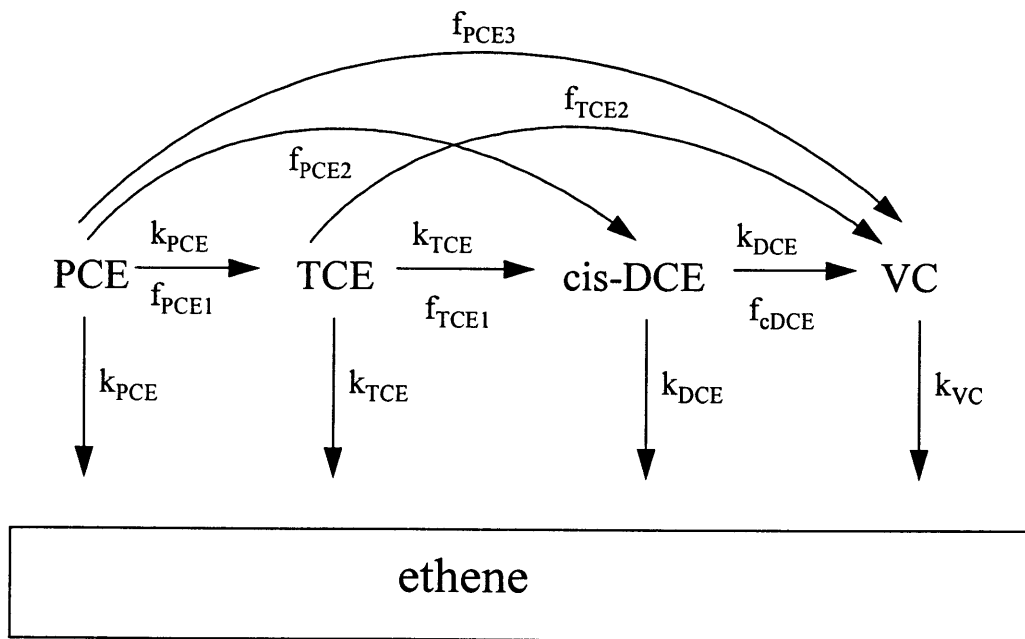 f_PCE3
f_TCE2
f_PCE2
k_PCE k_TCE k_DCE
PCE TCE cis-DCE VC
f_PCE1 f_TCE1 f_cDCE
k_PCE k_TCE k_DCE k_VC
ethene